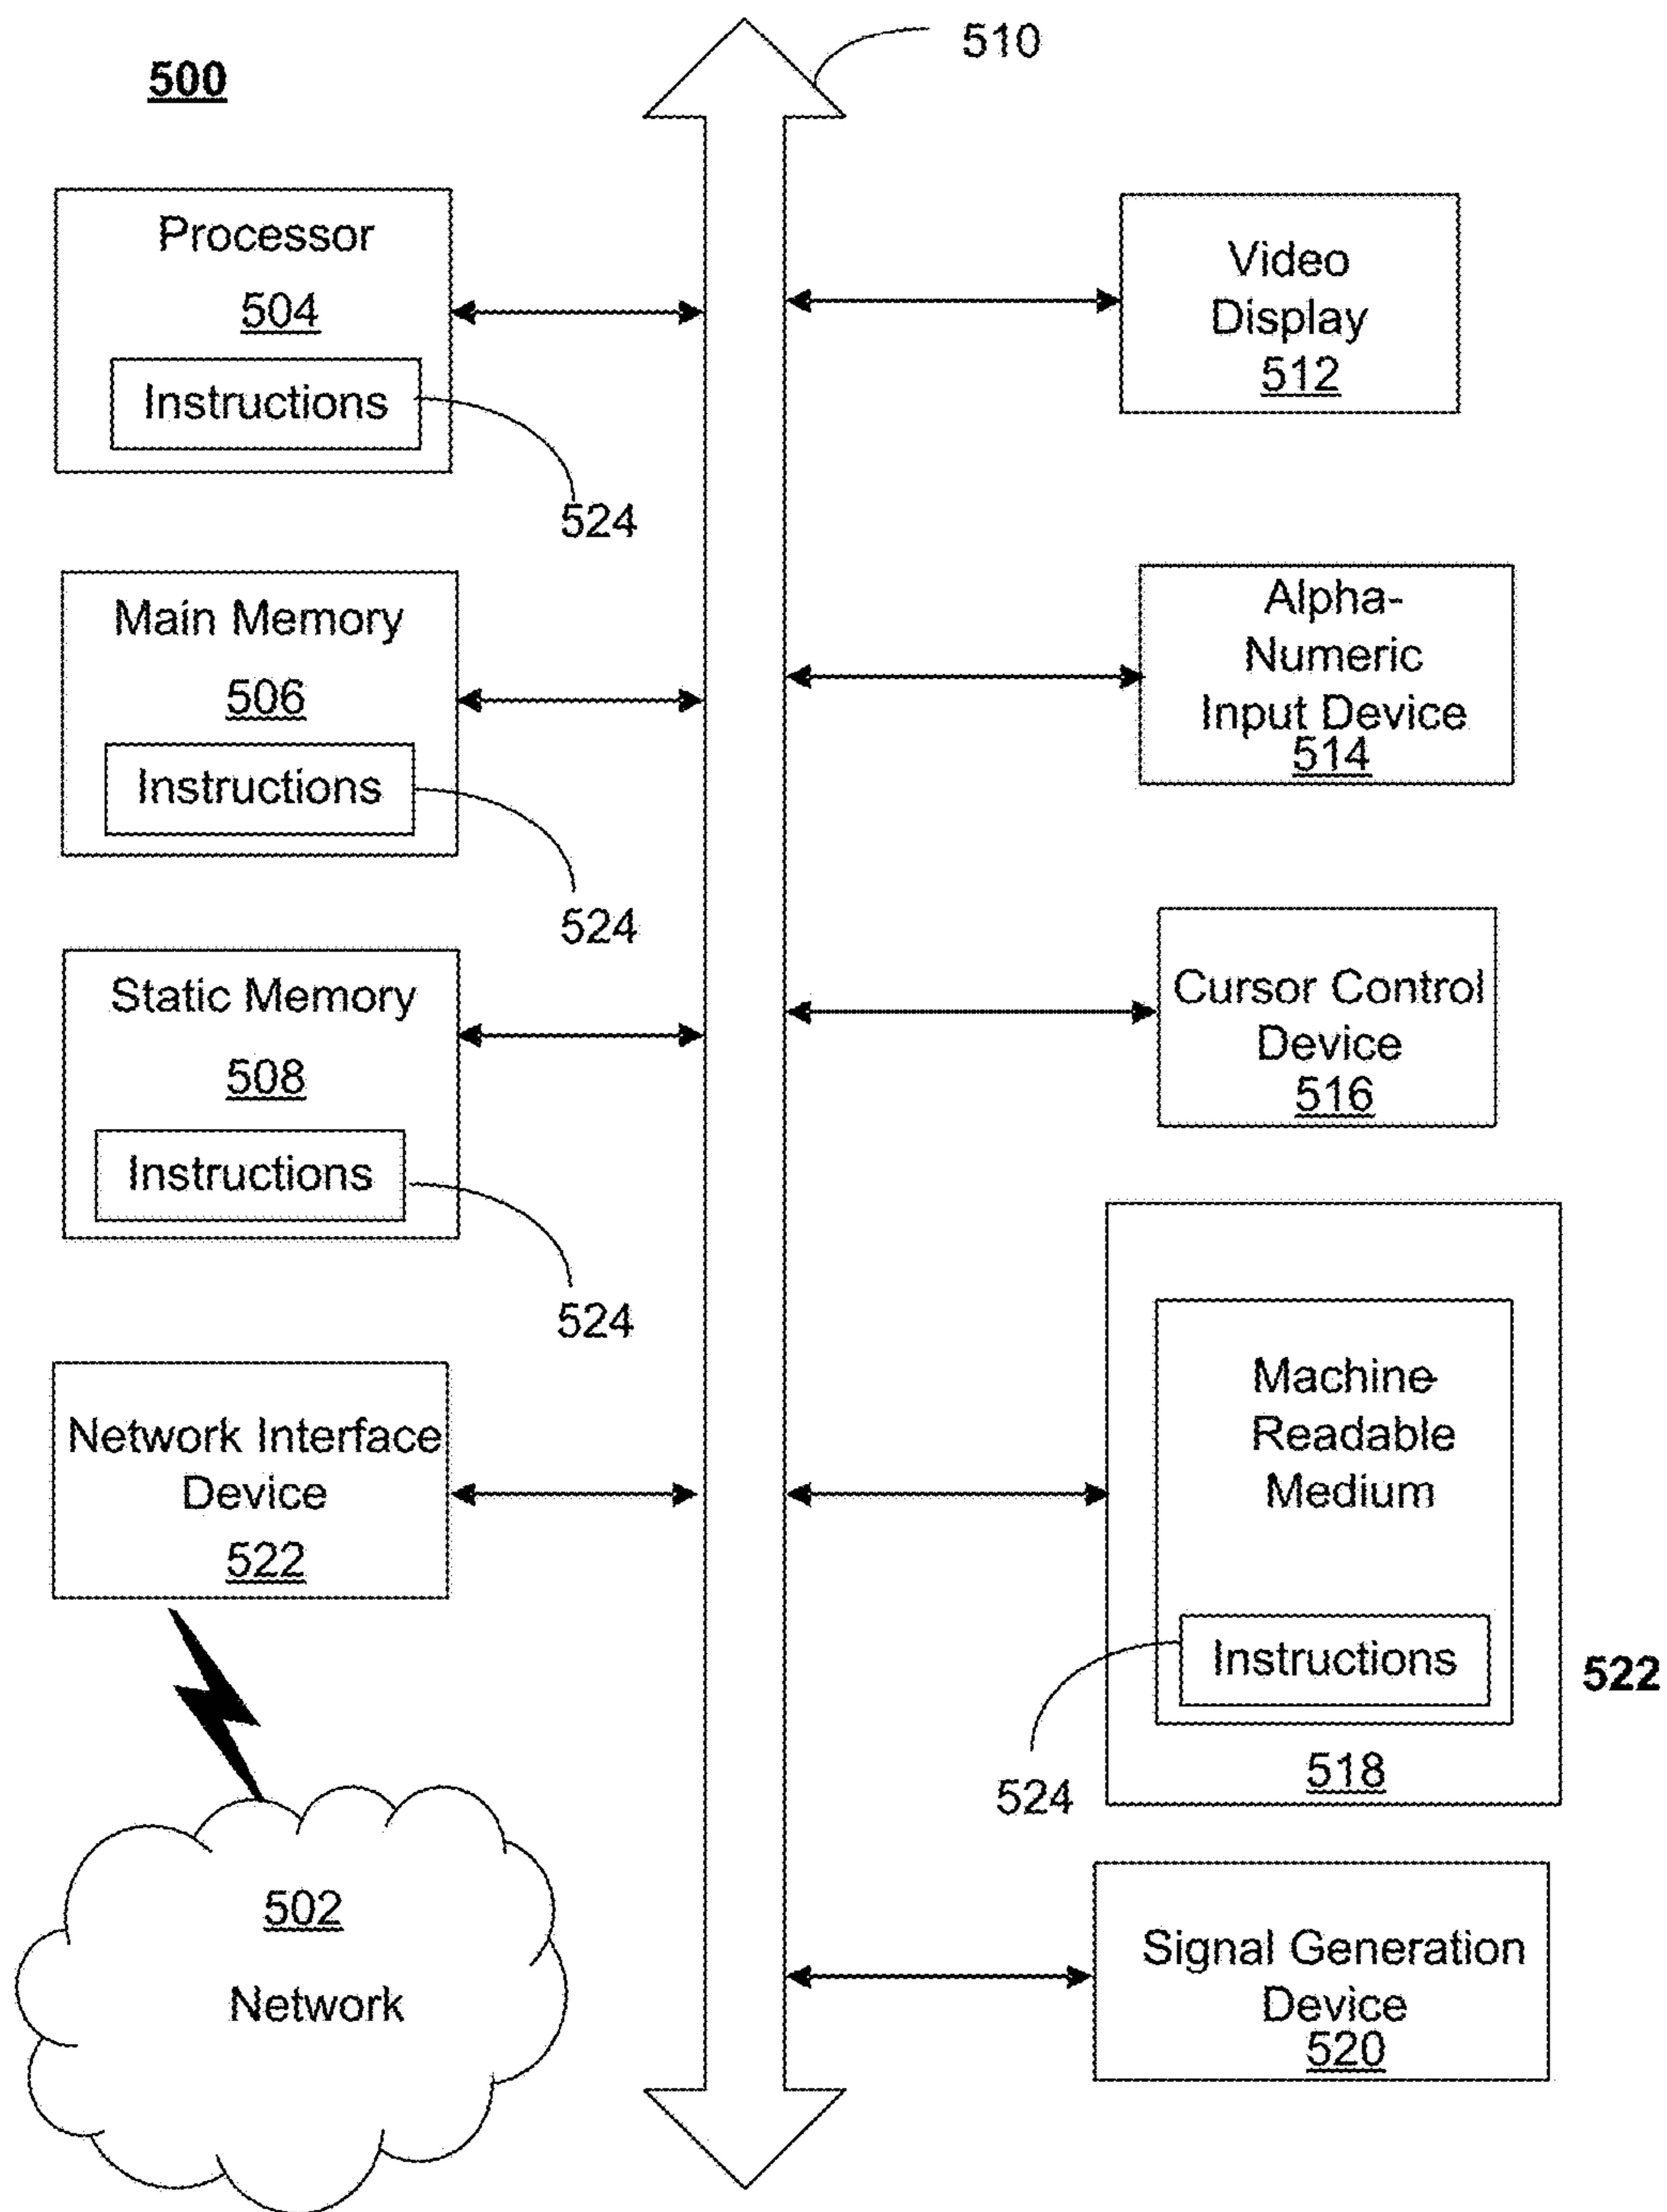 500
510
Processor
504
Instructions
524
Main Memory
506
Instructions
524
Static Memory
508
Instructions
524
Network Interface
Device
522
502
Network
Video
Display
512
Alpha-
Numeric
Input Device
514
Cursor Control
Device
516
Machine-
Readable
Medium
Instructions
522
524
518
Signal Generation
Device
520